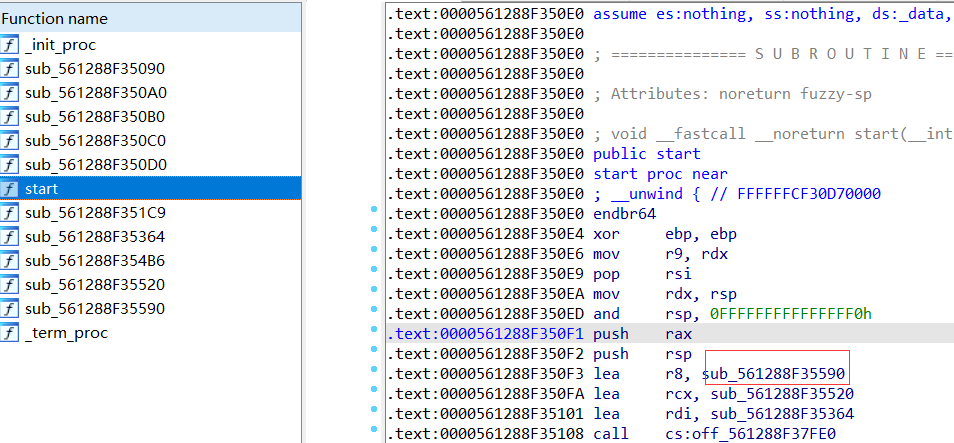 Function name
_init_proc
sub_561288F35090
sub_561288F350A0
sub_561288F350B0
sub_561288F350C0
sub_561288F350D0
start
sub_561288F351C9
sub_561288F35364
sub_561288F354B6
sub_561288F35520
sub_561288F35590
_term_proc
.text:0000561288F350E0 assume es:nothing, ss:nothing, ds:_data,
.text:0000561288F350E0
.text:0000561288F350E0 ; =============== S U B R O U T I N E ==
.text:0000561288F350E0
.text:0000561288F350E0 ; Attributes: noreturn fuzzy-sp
.text:0000561288F350E0
.text:0000561288F350E0 ; void __fastcall __noreturn start(__int
.text:0000561288F350E0 public start
.text:0000561288F350E0 start proc near
.text:0000561288F350E0 ; __unwind { // FFFFFFCF30D70000
.text:0000561288F350E0 endbr64
.text:0000561288F350E4 xor ebp, ebp
.text:0000561288F350E6 mov r9, rdx
.text:0000561288F350E9 pop rsi
.text:0000561288F350EA mov rdx, rsp
.text:0000561288F350ED and rsp, 0FFFFFFFFFFFFFFF0h
.text:0000561288F350F1 push rax
.text:0000561288F350F2 push rsp
.text:0000561288F350F3 lea r8, sub_561288F35590
.text:0000561288F350FA lea rcx, sub_561288F35520
.text:0000561288F35101 lea rdi, sub_561288F35364
.text:0000561288F35108 call cs:off_561288F37FE0